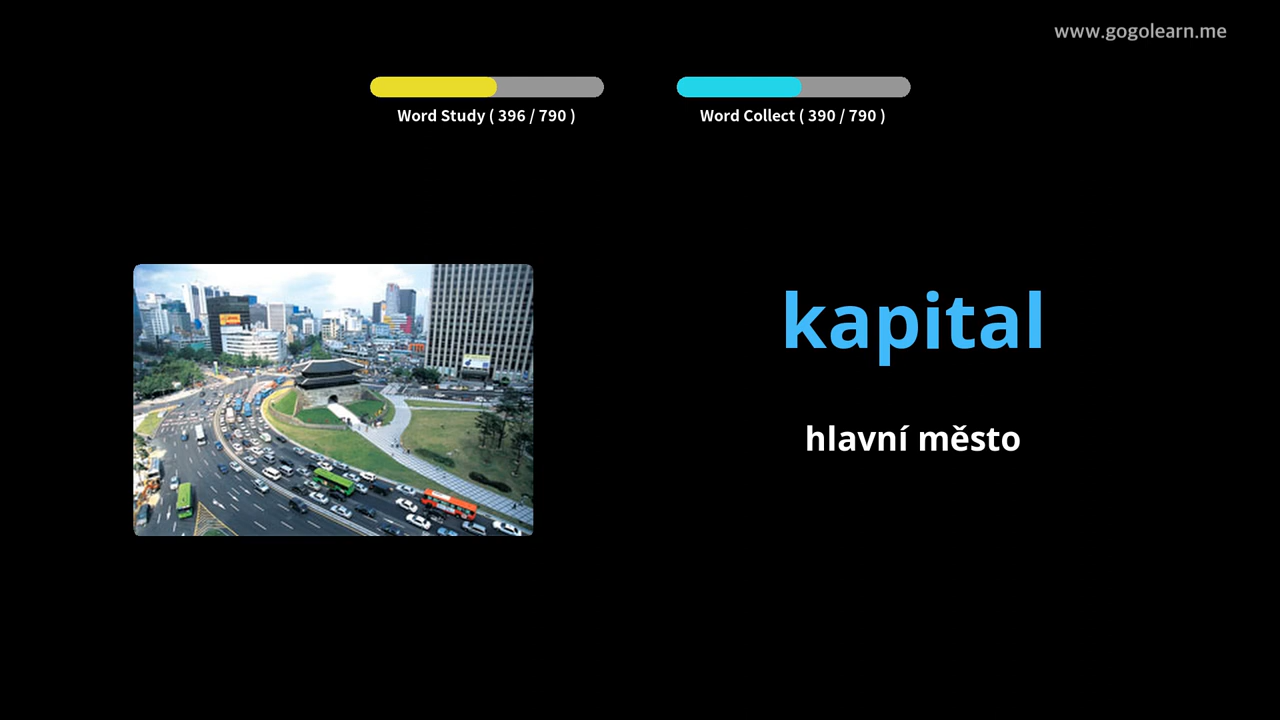 www.gogolearn.me
Word Study ( 396 / 790 )
Word Collect ( 390 / 790 )
kapital
hlavní město